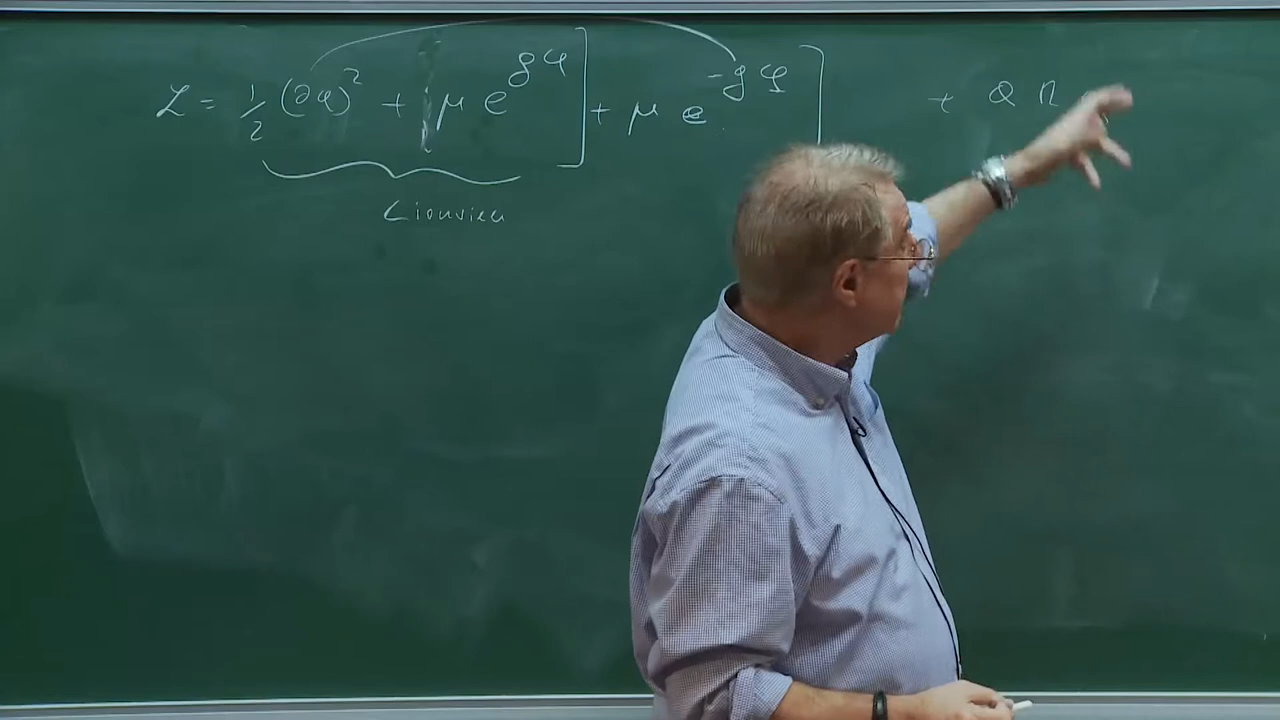 ℒ = ½ (∂φ)² + μ e^{gφ} ] + μ e^{-gφ} ] + Q R
Liouville